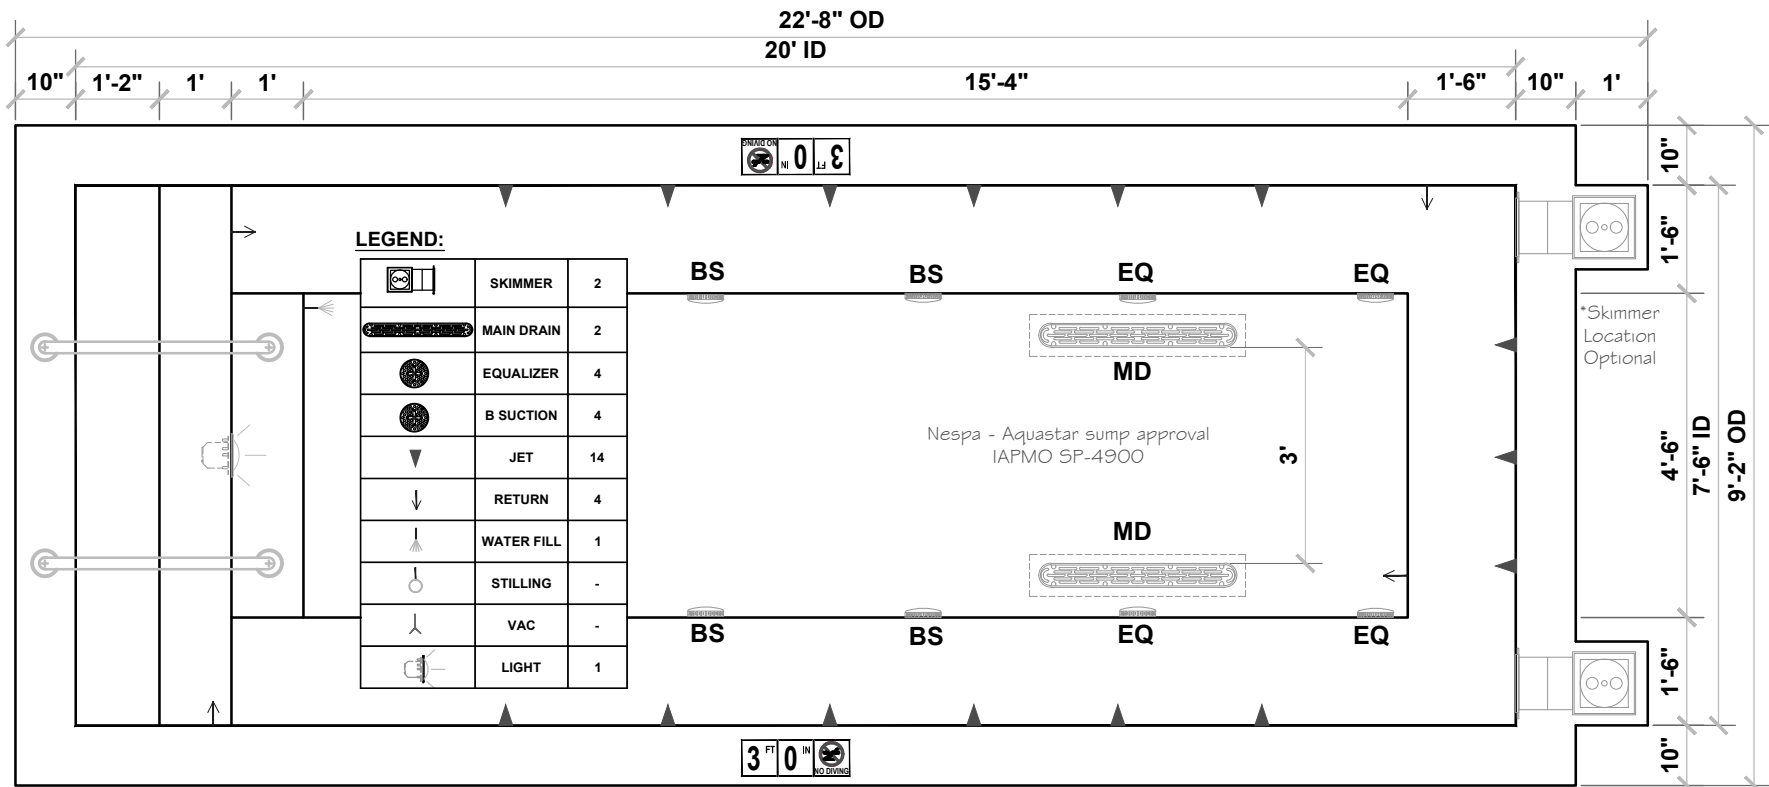 22'-8" OD
20' ID
10" 1'-2" 1' 1' 15'-4" 1'-6" 10" 1'
NO DIVING 0 IN 3 FT
10"
1'-6"
4'-6"
1'-6"
10"
7'-6" ID
9'-2" OD
LEGEND:
SKIMMER 2
MAIN DRAIN 2
EQUALIZER 4
B SUCTION 4
JET 14
RETURN 4
WATER FILL 1
STILLING -
VAC -
LIGHT 1
BS BS EQ EQ
MD
*Skimmer
Location
Optional
Nespa - Aquastar sump approval
IAPMO SP-4900
3'
MD
BS BS EQ EQ
3 FT 0 IN NO DIVING